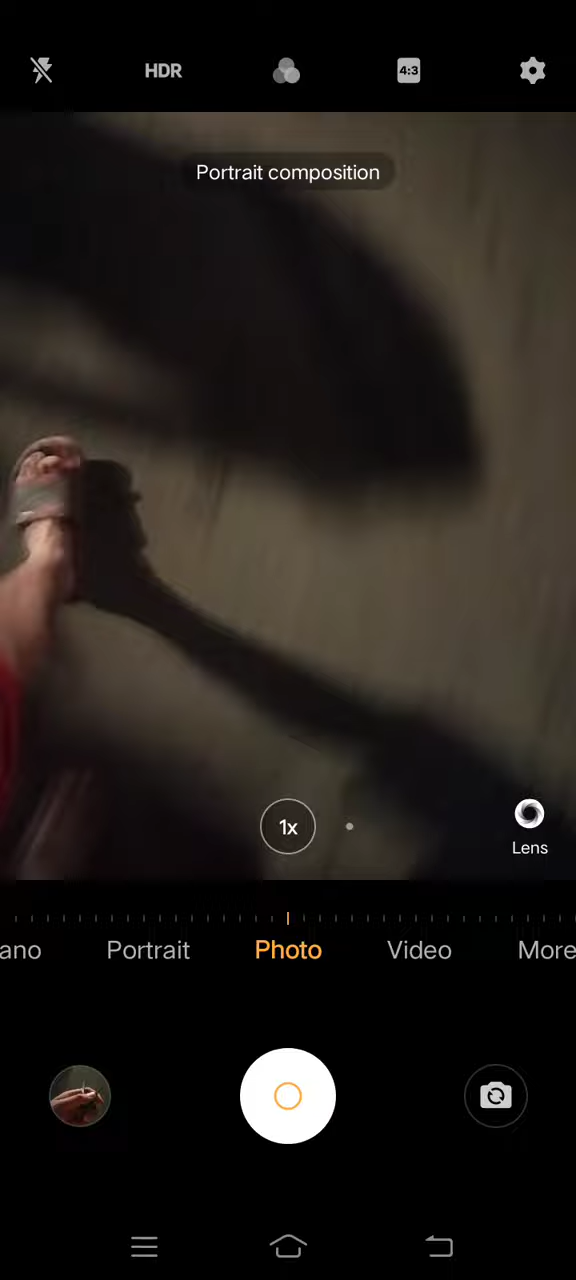 HDR
4:3
Portrait composition
1x
Lens
ano Portrait Photo Video More